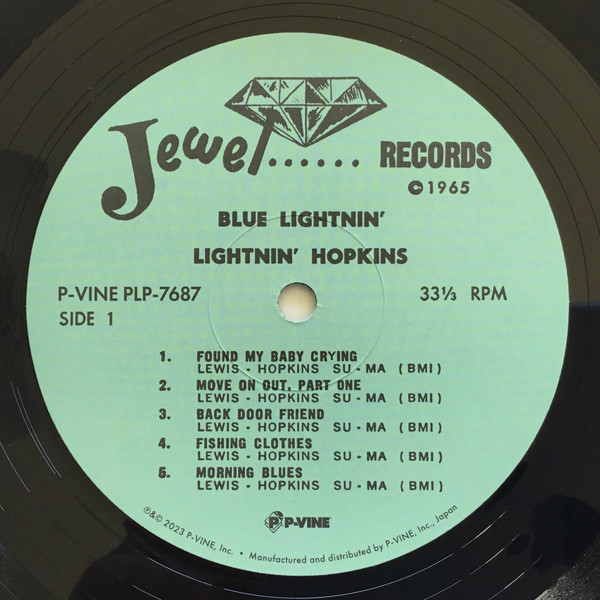 Jewel...... RECORDS
©1965
BLUE LIGHTNIN'
LIGHTNIN' HOPKINS
P-VINE PLP-7687
33⅓ RPM
SIDE 1
1. FOUND MY BABY CRYING
LEWIS - HOPKINS SU - MA (BMI)
2. MOVE ON OUT, PART ONE
LEWIS - HOPKINS SU - MA (BMI)
3. BACK DOOR FRIEND
LEWIS - HOPKINS SU - MA (BMI)
4. FISHING CLOTHES
LEWIS - HOPKINS SU - MA (BMI)
5. MORNING BLUES
LEWIS - HOPKINS SU - MA (BMI)
P P-VINE
℗&© 2023 P-VINE, Inc. • Manufactured and distributed by P-VINE, Inc., Japan